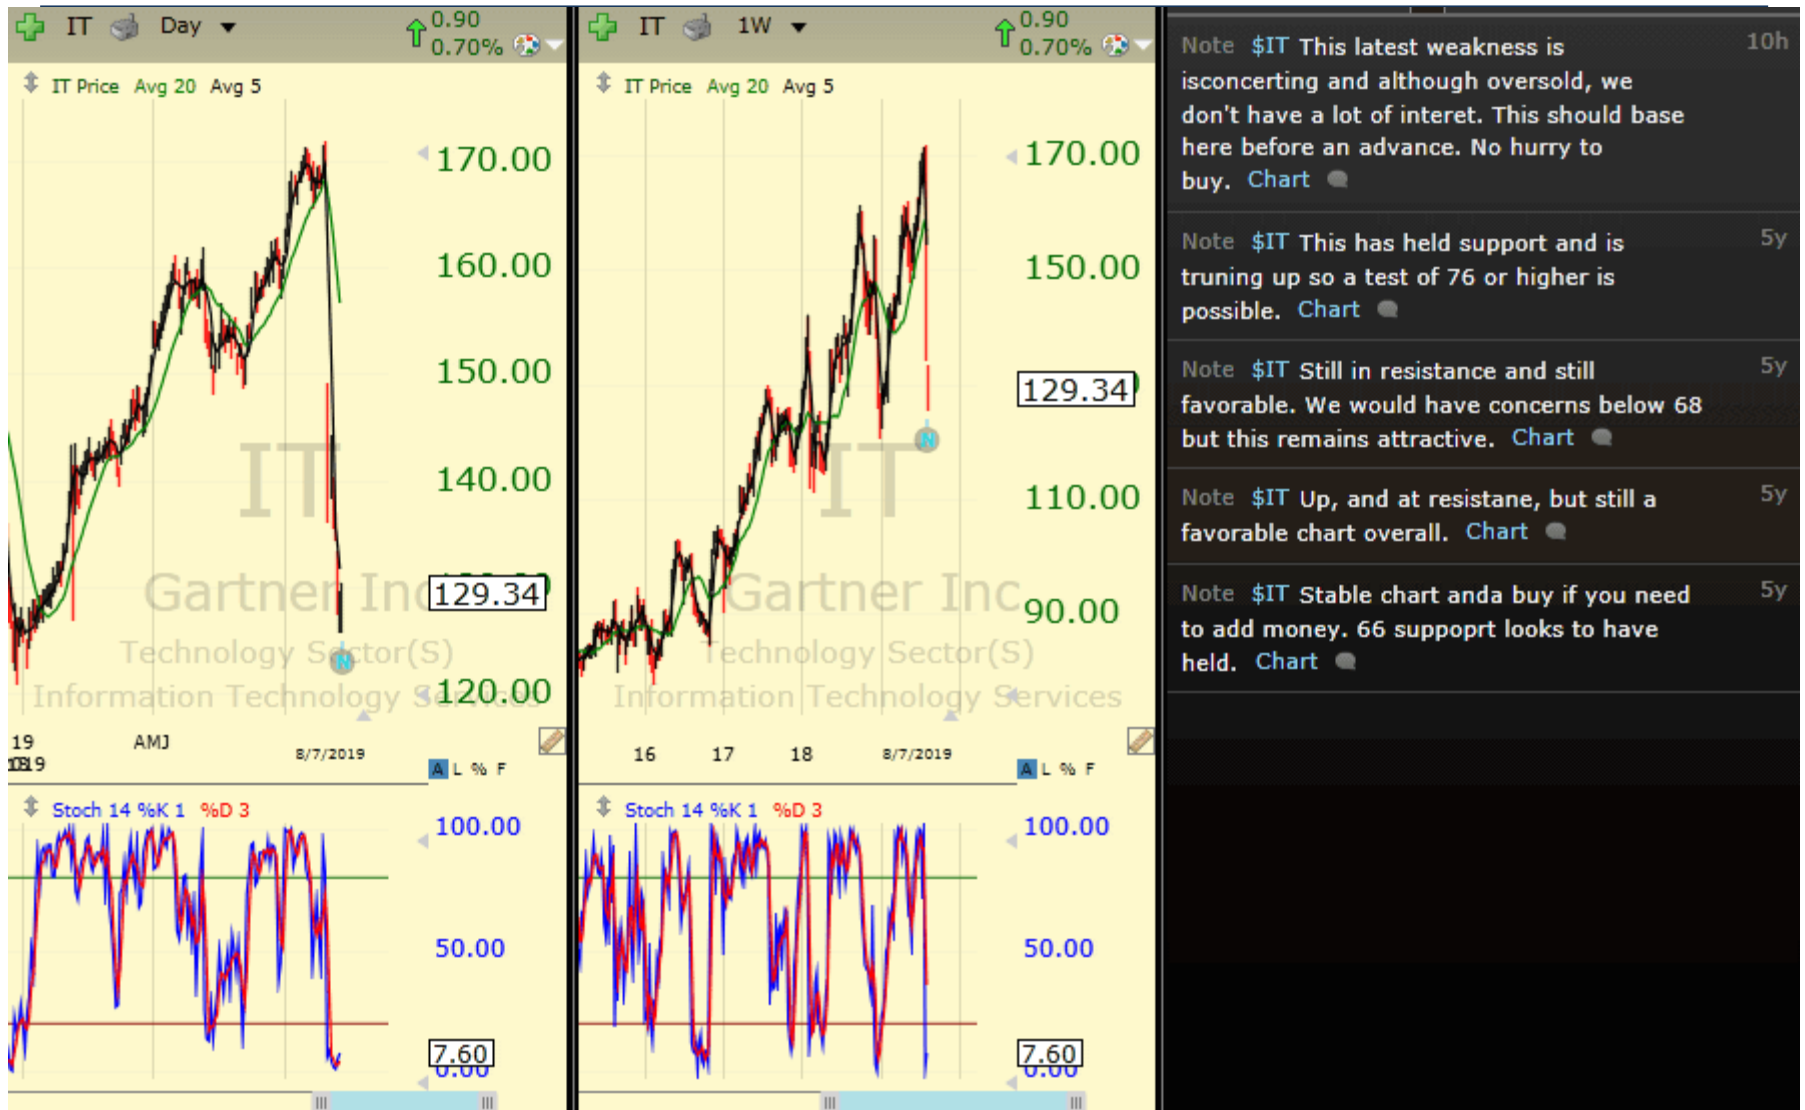 IT Day 0.90
0.70%
IT Price Avg 20 Avg 5
170.00
160.00
150.00
140.00
129.34
120.00
IT
Gartner Inc
Technology Sector(S)
Information Technology Services
19 AMJ 8/7/2019
A L % F
Stoch 14 %K 1 %D 3
100.00
50.00
7.60
0.00
N
IT 1W 0.90
0.70%
IT Price Avg 20 Avg 5
170.00
150.00
129.34
110.00
90.00
IT
Gartner Inc
Technology Sector(S)
Information Technology Services
N
16 17 18 8/7/2019
A L % F
Stoch 14 %K 1 %D 3
100.00
50.00
7.60
0.00
Note $IT This latest weakness is 10h
isconcerting and although oversold, we
don't have a lot of interet. This should base
here before an advance. No hurry to
buy. Chart
Note $IT This has held support and is 5y
truning up so a test of 76 or higher is
possible. Chart
Note $IT Still in resistance and still 5y
favorable. We would have concerns below 68
but this remains attractive. Chart
Note $IT Up, and at resistane, but still a 5y
favorable chart overall. Chart
Note $IT Stable chart anda buy if you need 5y
to add money. 66 suppoprt looks to have
held. Chart